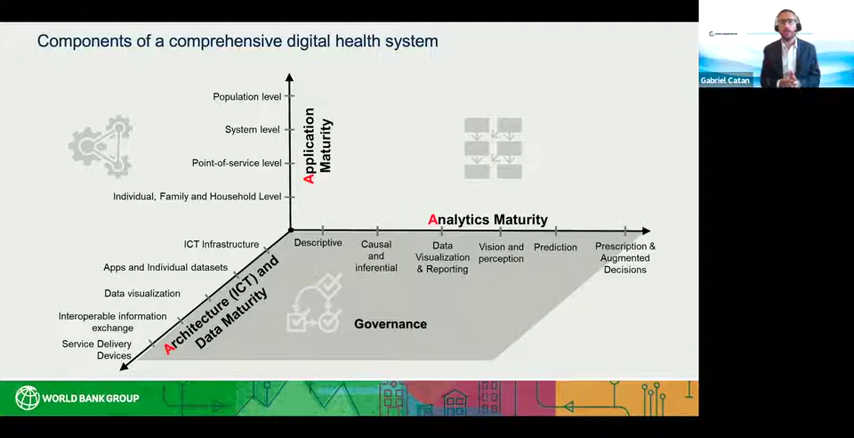 Components of a comprehensive digital health system
Population level
System level
Point-of-service level
Individual, Family and Household Level
Application
Maturity
Analytics Maturity
Descriptive
Causal
and
inferential
Data
Visualization
& Reporting
Vision and
perception
Prediction
Prescription &
Augmented
Decisions
ICT Infrastructure
Apps and Individual datasets
Data visualization
Interoperable information
exchange
Service Delivery
Devices
Architecture (ICT) and
Data Maturity
Governance
WORLD BANK GROUP
Gabriel Catan